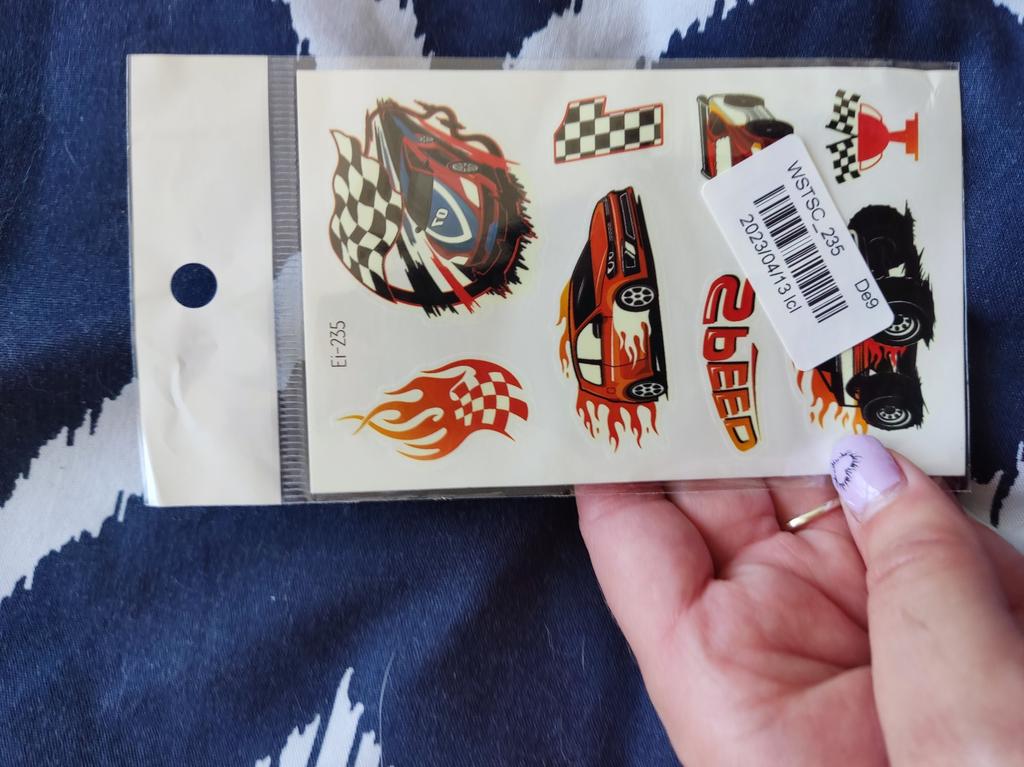 Ei-235
SPEED
WSTSC_235
De9
2023/04/13 lcl